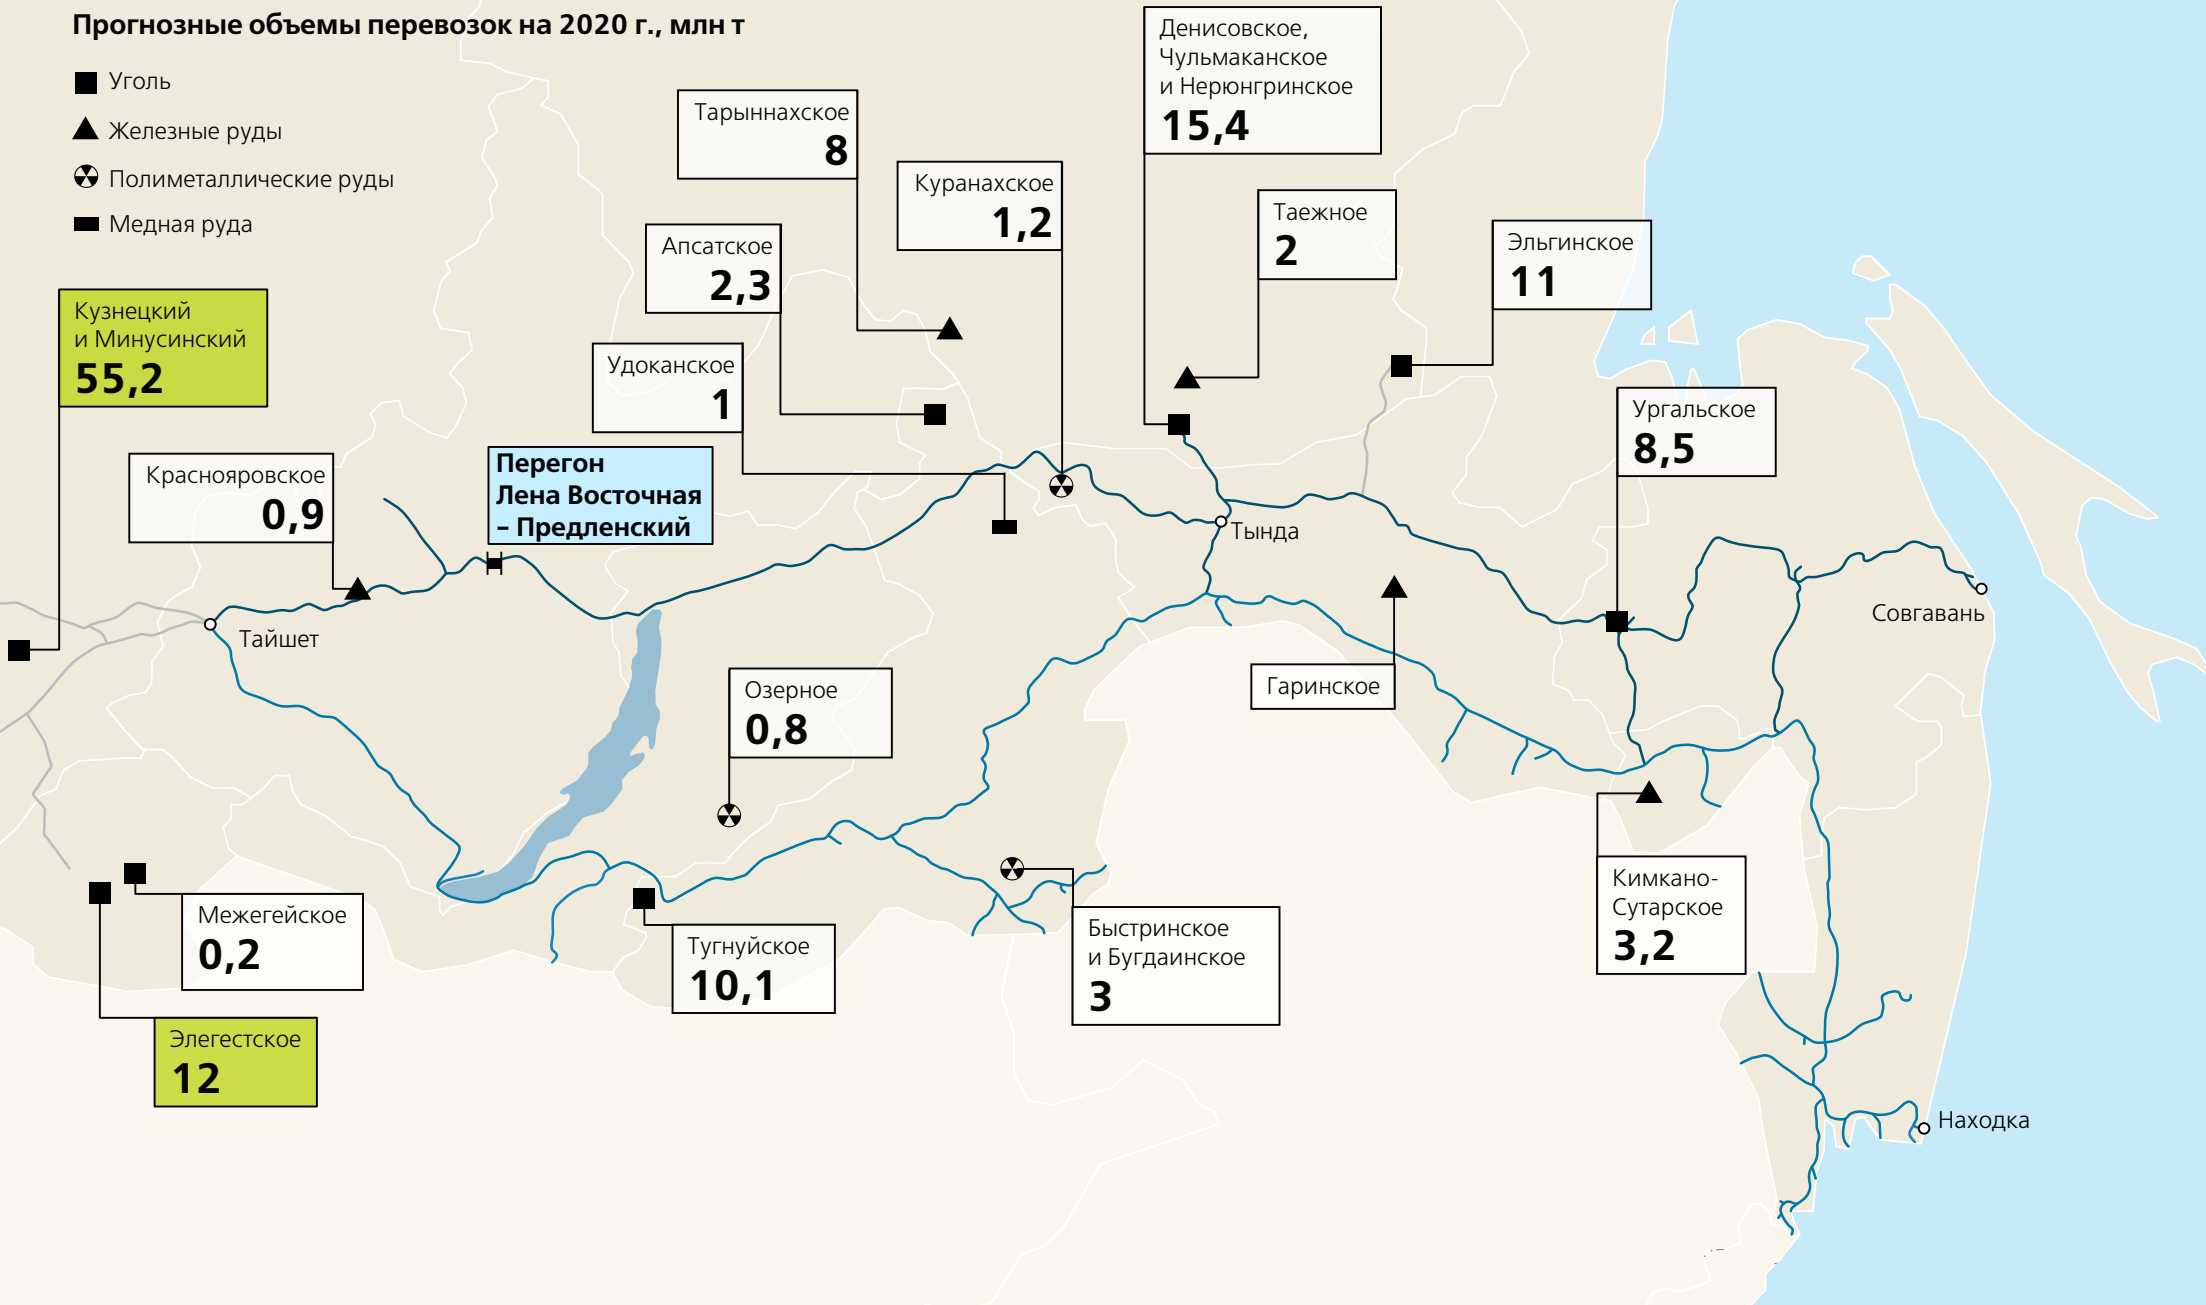 Прогнозные объемы перевозок на 2020 г., млн т
Уголь
Железные руды
Полиметаллические руды
Медная руда
Денисовское,
Чульмаканское
и Нерюнгринское
15,4
Тарыннахское
8
Куранахское
1,2
Таежное
2
Апсатское
2,3
Эльгинское
11
Кузнецкий
и Минусинский
55,2
Удоканское
1
Ургальское
8,5
Краснояровское
0,9
Перегон
Лена Восточная
– Предленский
Тында
Совгавань
Тайшет
Озерное
0,8
Гаринское
Кимкано-
Сутарское
3,2
Межегейское
0,2
Тугнуйское
10,1
Быстринское
и Бугдаинское
3
Элегестское
12
Находка